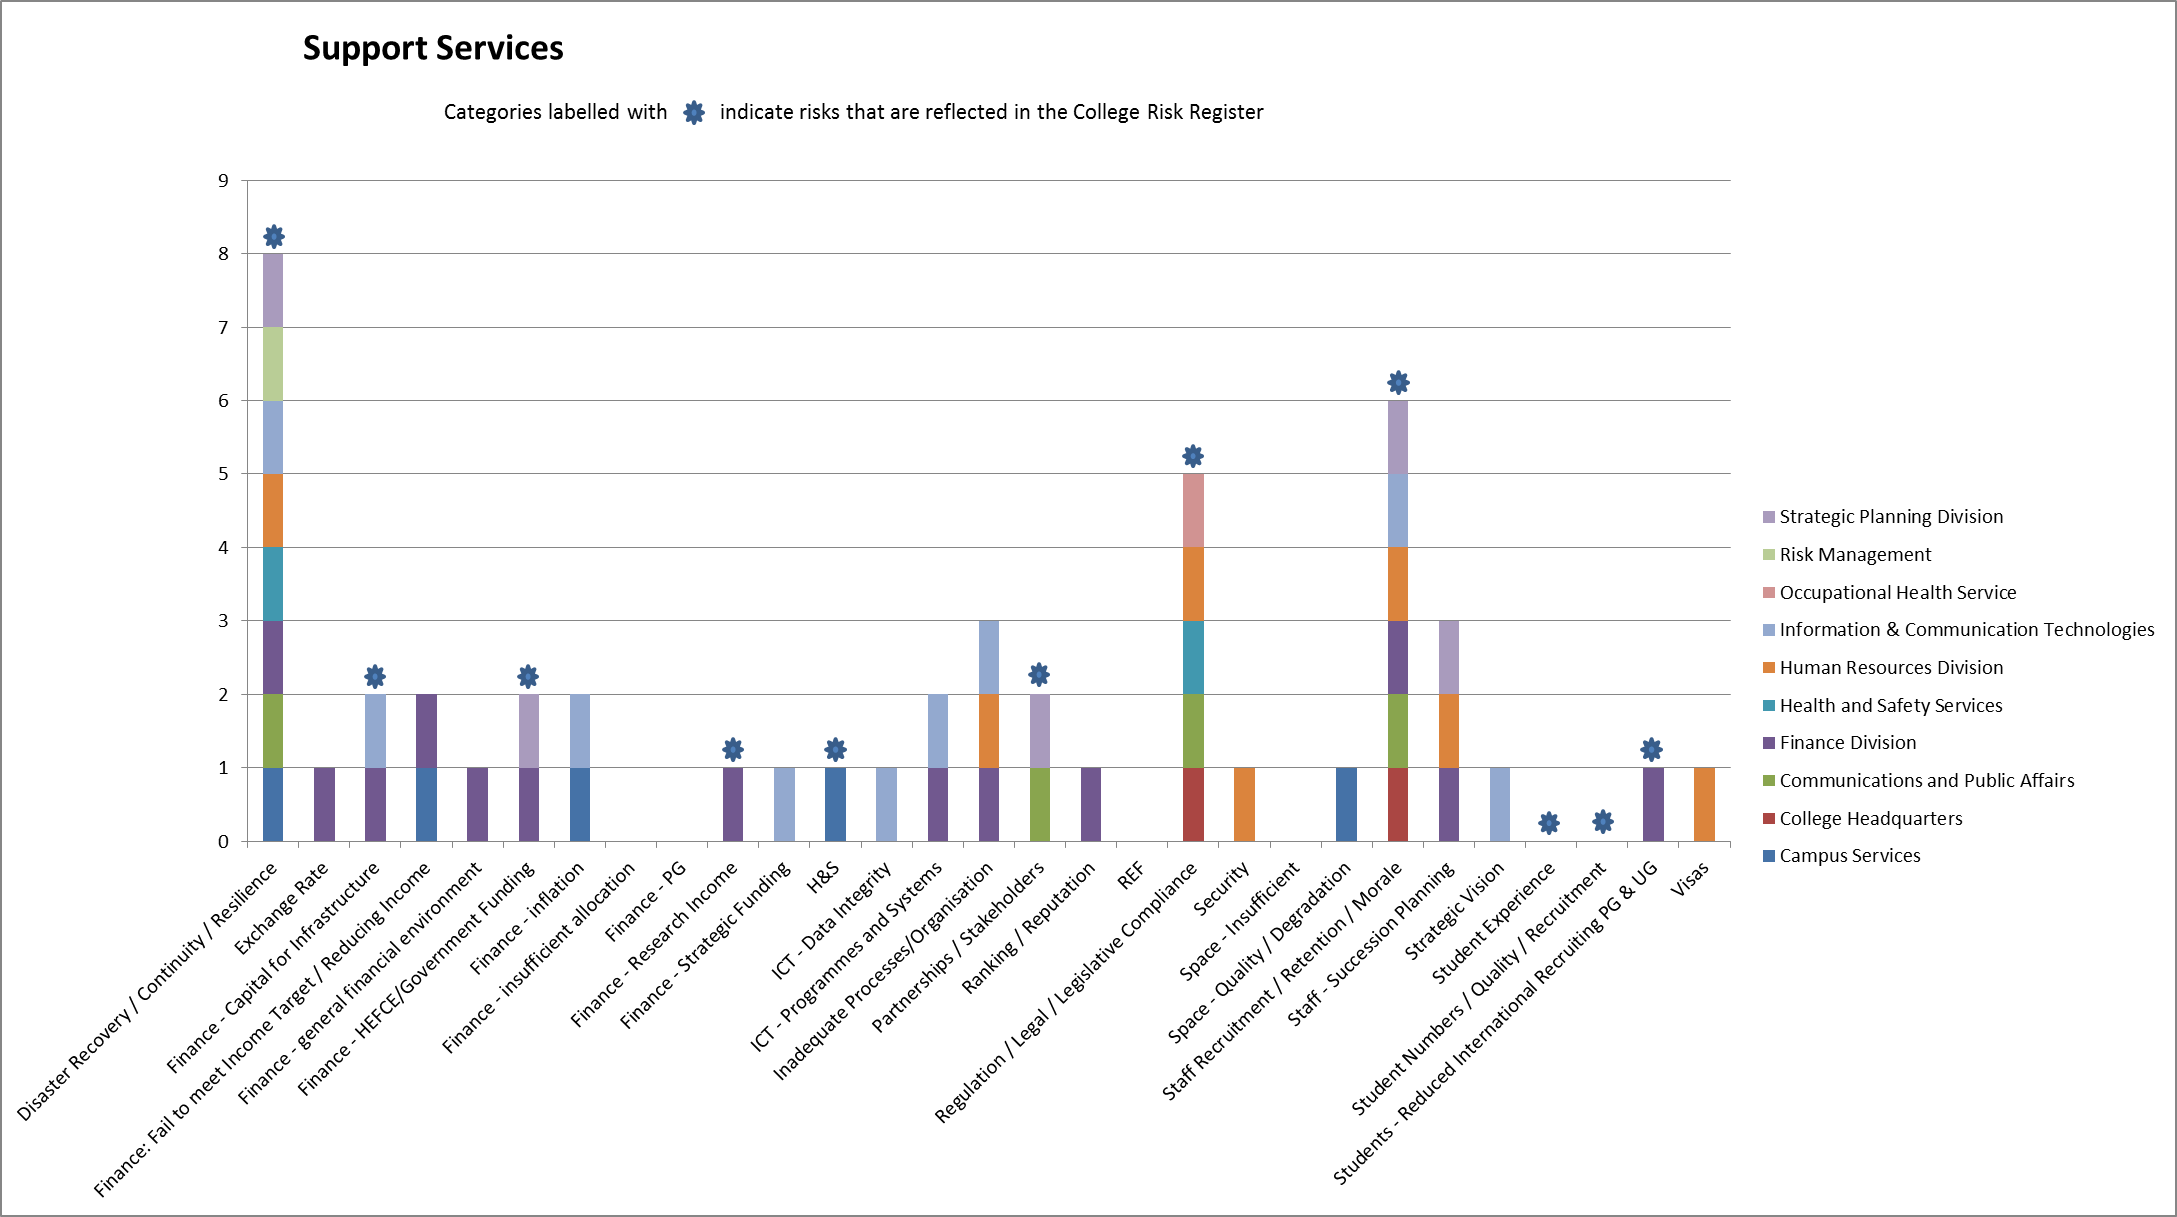 Support Services
Categories labelled with indicate risks that are reflected in the College Risk Register
9
8
7
6
5
4
3
2
1
0
Disaster Recovery / Continuity / Resilience
Exchange Rate
Finance - Capital for Infrastructure
Finance: Fail to meet Income Target / Reducing Income
Finance - general financial environment
Finance - HEFCE/Government Funding
Finance - inflation
Finance - insufficient allocation
Finance - PG
Finance - Research Income
Finance - Strategic Funding
H&S
ICT - Data Integrity
ICT - Programmes and Systems
Inadequate Processes/Organisation
Partnerships / Stakeholders
Ranking / Reputation
REF
Regulation / Legal / Legislative Compliance
Security
Space - Insufficient
Space - Quality / Degradation
Staff Recruitment / Retention / Morale
Staff - Succession Planning
Strategic Vision
Student Experience
Student Numbers / Quality / Recruitment
Students - Reduced International Recruiting PG & UG
Visas
Strategic Planning Division
Risk Management
Occupational Health Service
Information & Communication Technologies
Human Resources Division
Health and Safety Services
Finance Division
Communications and Public Affairs
College Headquarters
Campus Services